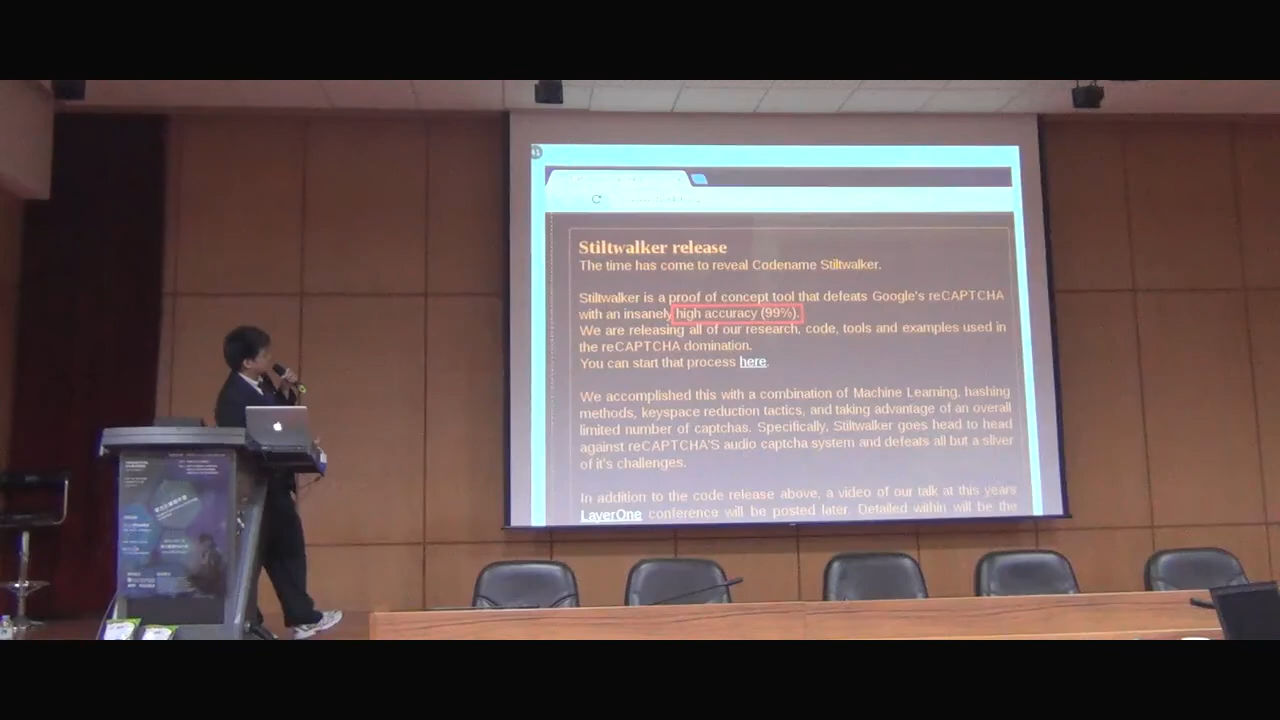 41
Stiltwalker release
The time has come to reveal Codename Stiltwalker.
Stiltwalker is a proof of concept tool that defeats Google's reCAPTCHA
with an insanely high accuracy (99%).
We are releasing all of our research, code, tools and examples used in
the reCAPTCHA domination.
You can start that process here.
We accomplished this with a combination of Machine Learning, hashing
methods, keyspace reduction tactics, and taking advantage of an overall
limited number of captchas. Specifically, Stiltwalker goes head to head
against reCAPTCHA'S audio captcha system and defeats all but a sliver
of it's challenges.
In addition to the code release above, a video of our talk at this years
LayerOne conference will be posted later. Detailed within will be the